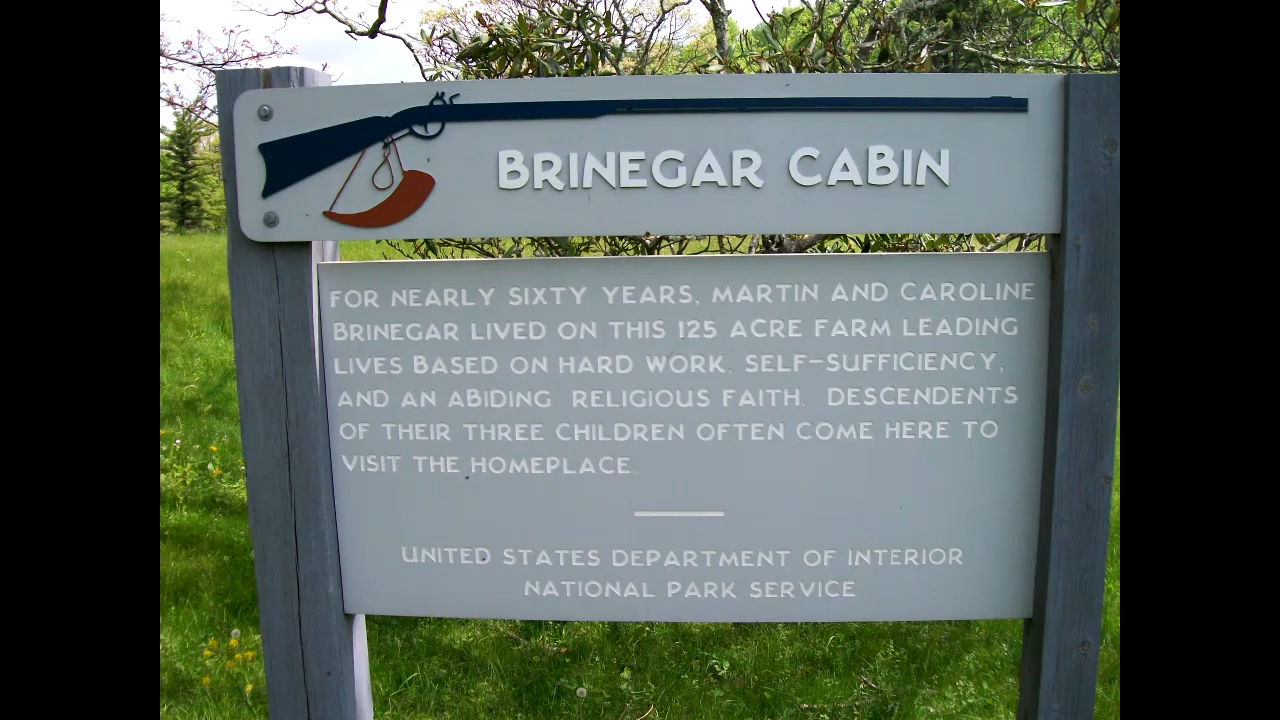 BRINEGAR CABIN
FOR NEARLY SIXTY YEARS, MARTIN AND CAROLINE
BRINEGAR LIVED ON THIS 125 ACRE FARM LEADING
LIVES BASED ON HARD WORK, SELF-SUFFICIENCY,
AND AN ABIDING RELIGIOUS FAITH. DESCENDENTS
OF THEIR THREE CHILDREN OFTEN COME HERE TO
VISIT THE HOMEPLACE.
UNITED STATES DEPARTMENT OF INTERIOR
NATIONAL PARK SERVICE